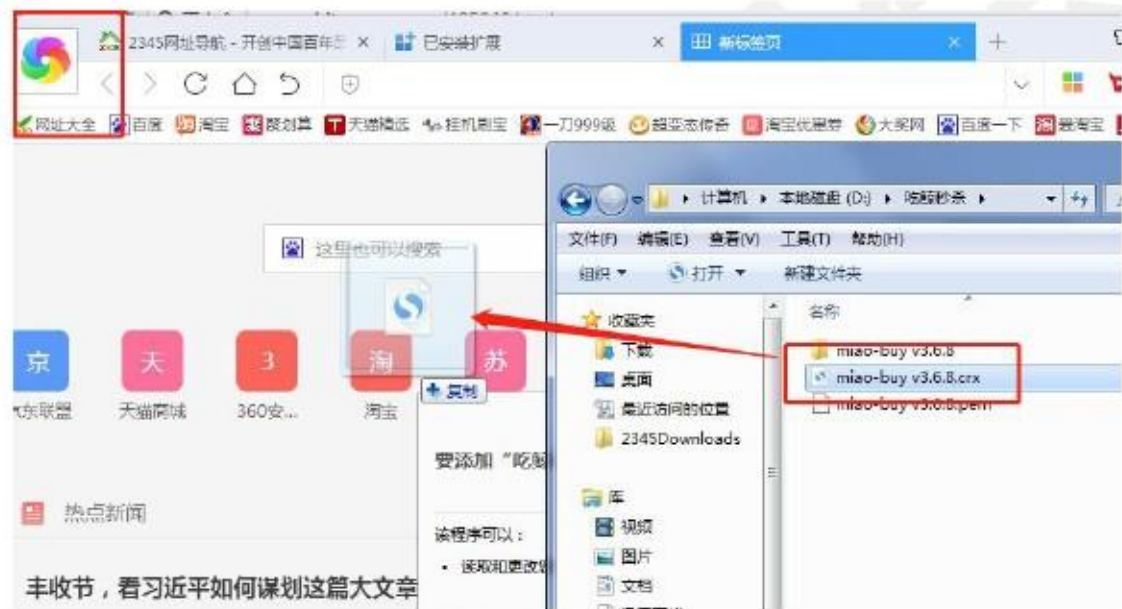 2345网址导航 - 开创中国百年
已安装扩展
新标签页
网址大全 百度 淘宝 聚划算 天猫精选 挂机刷宝 一刀999级 超变态传奇 淘宝优惠券 大奖网 百度一下 爱淘宝
计算机 本地磁盘 (D:) 吃鲸秒杀
文件(F) 编辑(E) 查看(V) 工具(T) 帮助(H)
组织 打开 新建文件夹
这里也可以搜索
收藏夹
下载
桌面
最近访问的位置
2345Downloads
库
视频
图片
文档
名称
miao-buy v3.6.8
miao-buy v3.6.8.crx
miao-buy v3.6.8.pem
京 天 3 淘 苏
京东联盟 天猫商城 360安... 淘宝
复制
要添加“吃鲸
该程序可以：
读取和更改您
热点新闻
丰收节，看习近平如何谋划这篇大文章